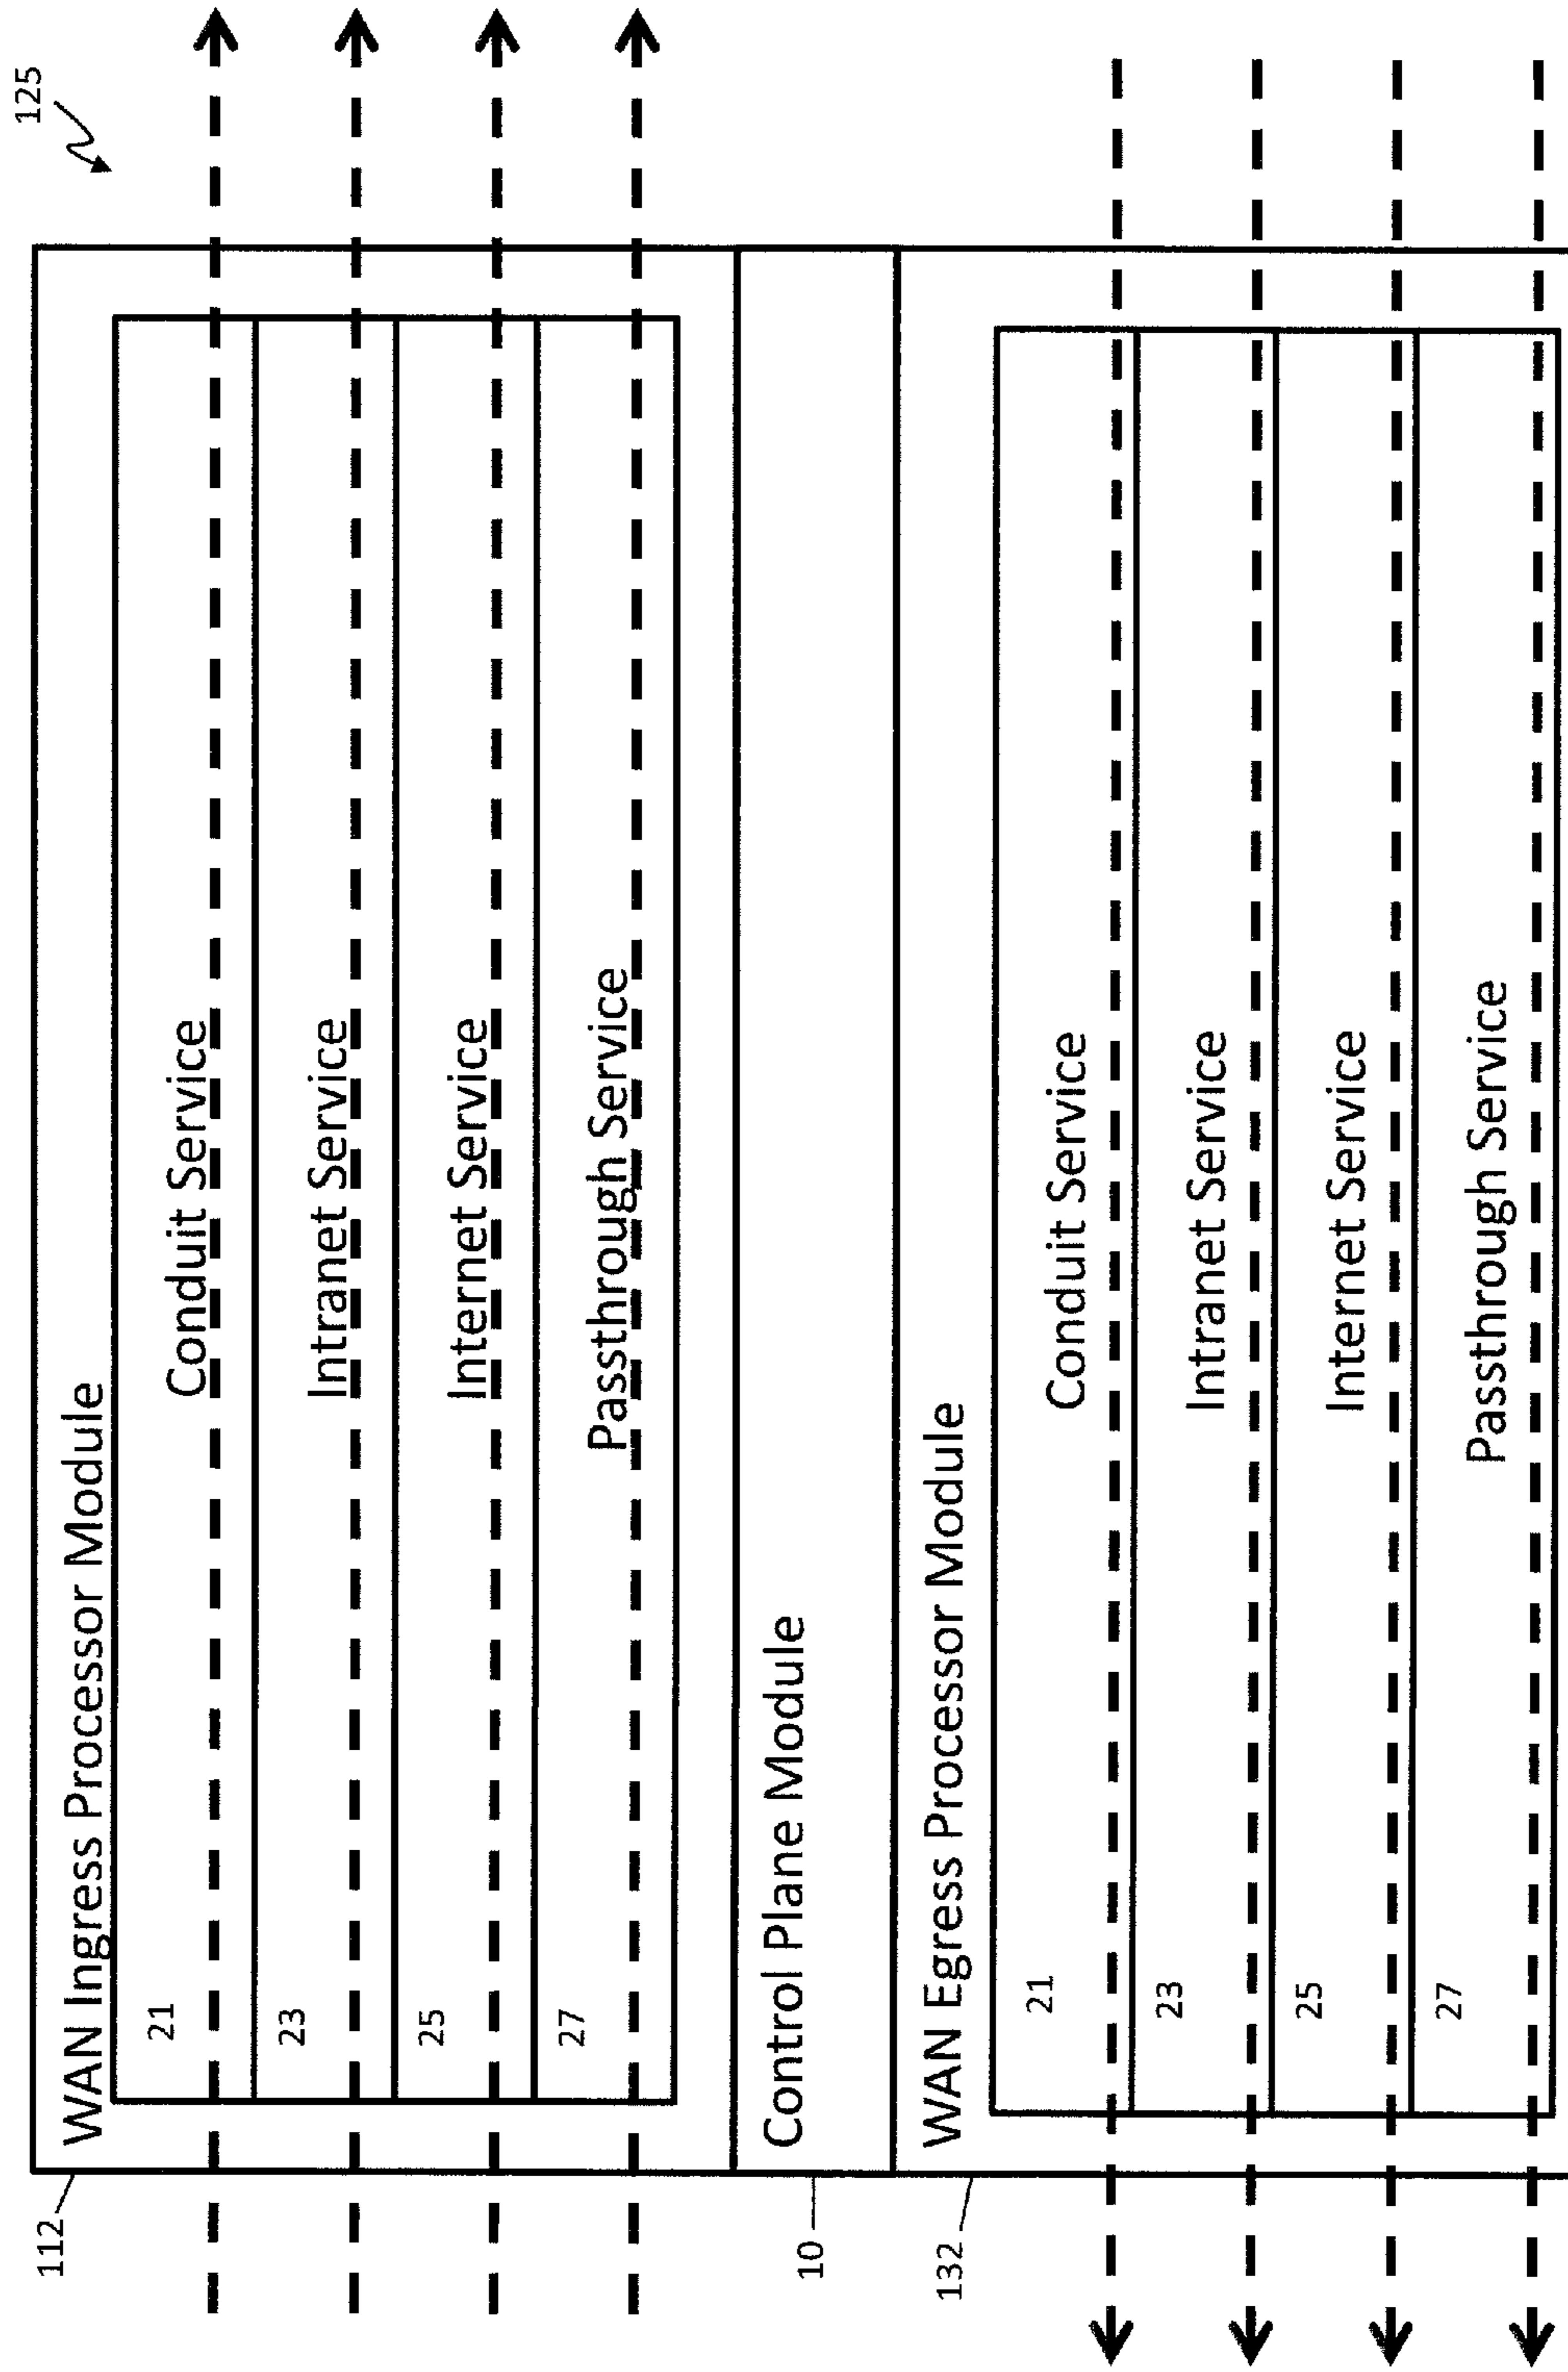 125
112
WAN Ingress Processor Module
21
Conduit Service
23
Intranet Service
25
Internet Service
27
Passthrough Service
10
Control Plane Module
132
WAN Egress Processor Module
21
Conduit Service
23
Intranet Service
25
Internet Service
27
Passthrough Service